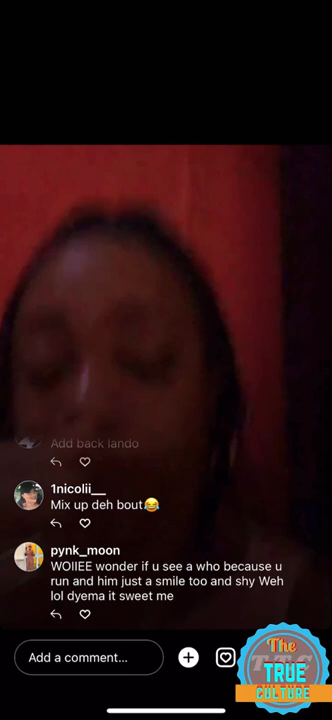 Add back lando
1nicolii__
Mix up deh bout😂
pynk_moon
WOIIEE wonder if u see a who because u
run and him just a smile too and shy Weh
lol dyema it sweet me
Add a comment...
The
TTC
TRUE
CULTURE